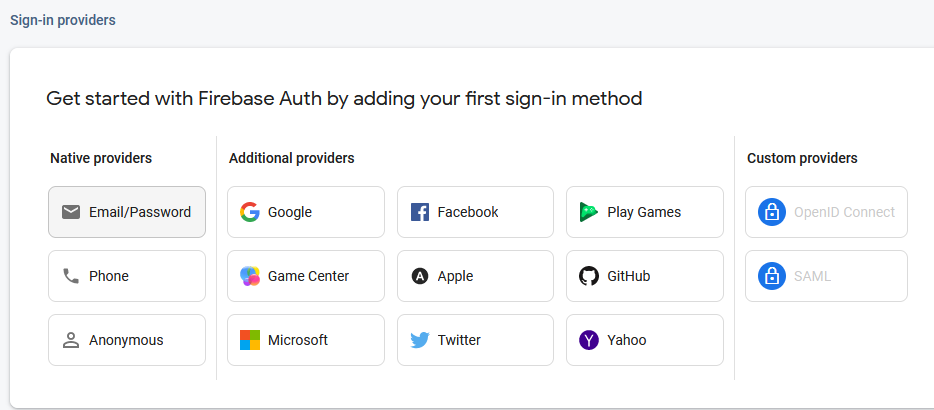 Sign-in providers
Get started with Firebase Auth by adding your first sign-in method
Native providers
Additional providers
Custom providers
Email/Password
Google
Facebook
Play Games
OpenID Connect
Phone
Game Center
Apple
GitHub
SAML
Anonymous
Microsoft
Twitter
Yahoo